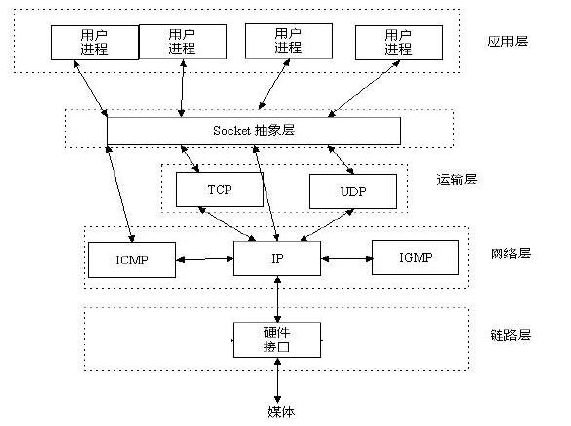 用户 用户 用户 用户
进程 进程 进程 进程
应用层
Socket 抽象层
TCP
UDP
运输层
ICMP
IP
IGMP
网络层
硬件
接口
链路层
媒体